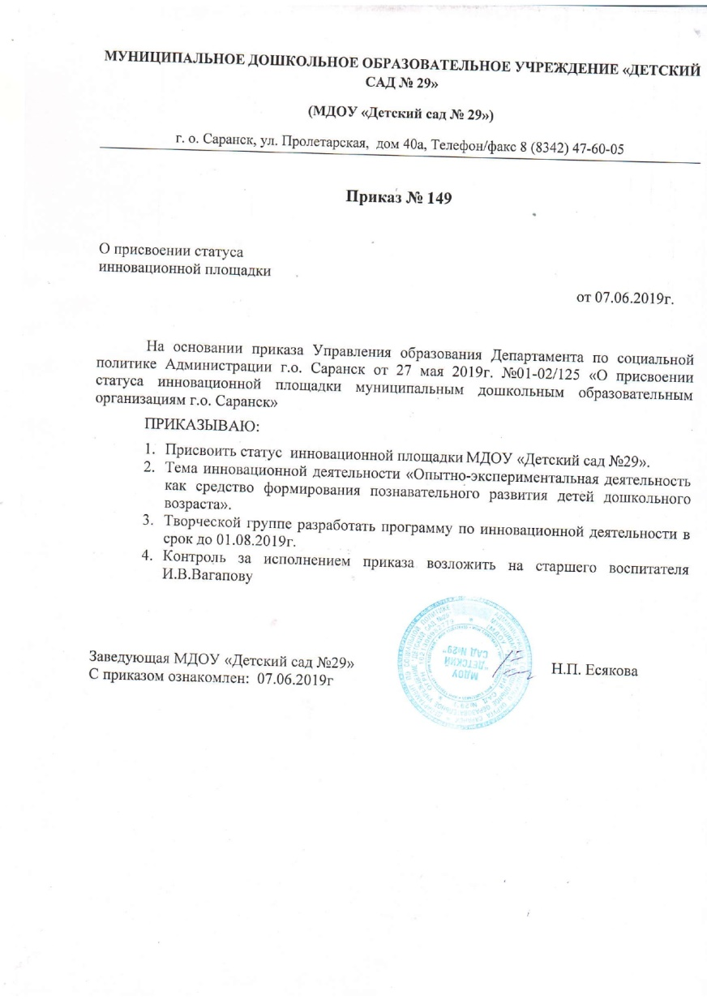 МУНИЦИПАЛЬНОЕ ДОШКОЛЬНОЕ ОБРАЗОВАТЕЛЬНОЕ УЧРЕЖДЕНИЕ «ДЕТСКИЙ
САД № 29»
(МДОУ «Детский сад № 29»)
г. о. Саранск, ул. Пролетарская, дом 40а, Телефон/факс 8 (8342) 47-60-05
Приказ № 149
О присвоении статуса
инновационной площадки
от 07.06.2019г.
На основании приказа Управления образования Департамента по социальной
политике Администрации г.о. Саранск от 27 мая 2019г. №01-02/125 «О присвоении
статуса инновационной площадки муниципальным дошкольным образовательным
организациям г.о. Саранск»
ПРИКАЗЫВАЮ:
1. Присвоить статус инновационной площадки МДОУ «Детский сад №29».
2. Тема инновационной деятельности «Опытно-экспериментальная деятельность
как средство формирования познавательного развития детей дошкольного
возраста».
3. Творческой группе разработать программу по инновационной деятельности в
срок до 01.08.2019г.
4. Контроль за исполнением приказа возложить на старшего воспитателя
И.В.Вагапову
Заведующая МДОУ «Детский сад №29»
С приказом ознакомлен: 07.06.2019г
Н.П. Есякова
МДОУ
"ДЕТСКИЙ
САД №29"